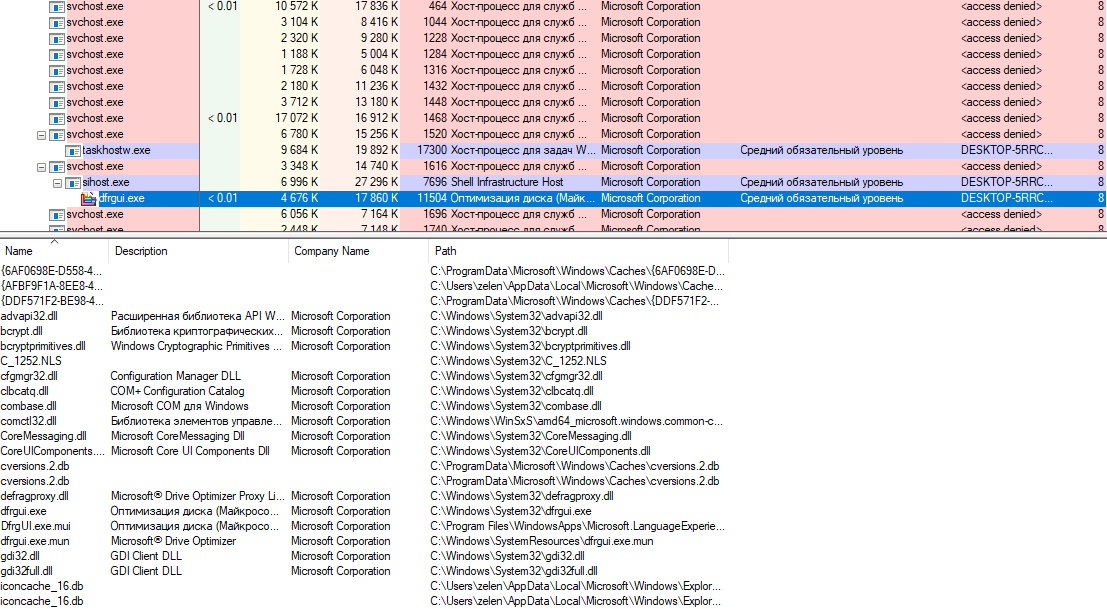 svchost.exe < 0.01 10 572 K 17 836 K 464 Хост-процесс для служб ... Microsoft Corporation <access denied> 8
svchost.exe 3 104 K 8 416 K 1044 Хост-процесс для служб ... Microsoft Corporation <access denied> 8
svchost.exe 2 320 K 9 280 K 1228 Хост-процесс для служб ... Microsoft Corporation <access denied> 8
svchost.exe 1 188 K 5 004 K 1284 Хост-процесс для служб ... Microsoft Corporation <access denied> 8
svchost.exe 1 728 K 6 048 K 1316 Хост-процесс для служб ... Microsoft Corporation <access denied> 8
svchost.exe 2 180 K 11 236 K 1432 Хост-процесс для служб ... Microsoft Corporation <access denied> 8
svchost.exe 3 712 K 13 180 K 1448 Хост-процесс для служб ... Microsoft Corporation <access denied> 8
svchost.exe < 0.01 17 072 K 16 912 K 1468 Хост-процесс для служб ... Microsoft Corporation <access denied> 8
svchost.exe 6 780 K 15 256 K 1520 Хост-процесс для служб ... Microsoft Corporation <access denied> 8
taskhostw.exe 9 684 K 19 892 K 17300 Хост-процесс для задач W... Microsoft Corporation Средний обязательный уровень DESKTOP-5RRC... 8
svchost.exe 3 348 K 14 740 K 1616 Хост-процесс для служб ... Microsoft Corporation <access denied> 8
sihost.exe 6 996 K 27 296 K 7696 Shell Infrastructure Host Microsoft Corporation Средний обязательный уровень DESKTOP-5RRC... 8
dfrgui.exe < 0.01 4 676 K 17 860 K 11504 Оптимизация диска (Майк... Microsoft Corporation Средний обязательный уровень DESKTOP-5RRC... 8
svchost.exe 6 056 K 7 164 K 1696 Хост-процесс для служб ... Microsoft Corporation <access denied> 8
svchost.exe 2 448 K 7 148 K 1740 Хост-процесс для служб ... Microsoft Corporation <access denied> 8
Name Description Company Name Path
{6AF0698E-D558-4... C:\ProgramData\Microsoft\Windows\Caches\{6AF0698E-D...
{AFBF9F1A-8EE8-4... C:\Users\zelen\AppData\Local\Microsoft\Windows\Cache...
{DDF571F2-BE98-4... C:\ProgramData\Microsoft\Windows\Caches\{DDF571F2-...
advapi32.dll Расширенная библиотека API W... Microsoft Corporation C:\Windows\System32\advapi32.dll
bcrypt.dll Библиотека криптографических... Microsoft Corporation C:\Windows\System32\bcrypt.dll
bcryptprimitives.dll Windows Cryptographic Primitives ... Microsoft Corporation C:\Windows\System32\bcryptprimitives.dll
C_1252.NLS C:\Windows\System32\C_1252.NLS
cfgmgr32.dll Configuration Manager DLL Microsoft Corporation C:\Windows\System32\cfgmgr32.dll
clbcatq.dll COM+ Configuration Catalog Microsoft Corporation C:\Windows\System32\clbcatq.dll
combase.dll Microsoft COM для Windows Microsoft Corporation C:\Windows\System32\combase.dll
comctl32.dll Библиотека элементов управле... Microsoft Corporation C:\Windows\WinSxS\amd64_microsoft.windows.common-c...
CoreMessaging.dll Microsoft CoreMessaging Dll Microsoft Corporation C:\Windows\System32\CoreMessaging.dll
CoreUIComponents.... Microsoft Core UI Components Dll Microsoft Corporation C:\Windows\System32\CoreUIComponents.dll
cversions.2.db C:\ProgramData\Microsoft\Windows\Caches\cversions.2.db
cversions.2.db C:\ProgramData\Microsoft\Windows\Caches\cversions.2.db
defragproxy.dll Microsoft® Drive Optimizer Proxy Li... Microsoft Corporation C:\Windows\System32\defragproxy.dll
dfrgui.exe Оптимизация диска (Майкросо... Microsoft Corporation C:\Windows\System32\dfrgui.exe
DfrgUI.exe.mui Оптимизация диска (Майкросо... Microsoft Corporation C:\Program Files\WindowsApps\Microsoft.LanguageExperie...
dfrgui.exe.mun Microsoft® Drive Optimizer Microsoft Corporation C:\Windows\SystemResources\dfrgui.exe.mun
gdi32.dll GDI Client DLL Microsoft Corporation C:\Windows\System32\gdi32.dll
gdi32full.dll GDI Client DLL Microsoft Corporation C:\Windows\System32\gdi32full.dll
iconcache_16.db C:\Users\zelen\AppData\Local\Microsoft\Windows\Explor...
iconcache_16.db C:\Users\zelen\AppData\Local\Microsoft\Windows\Explor...